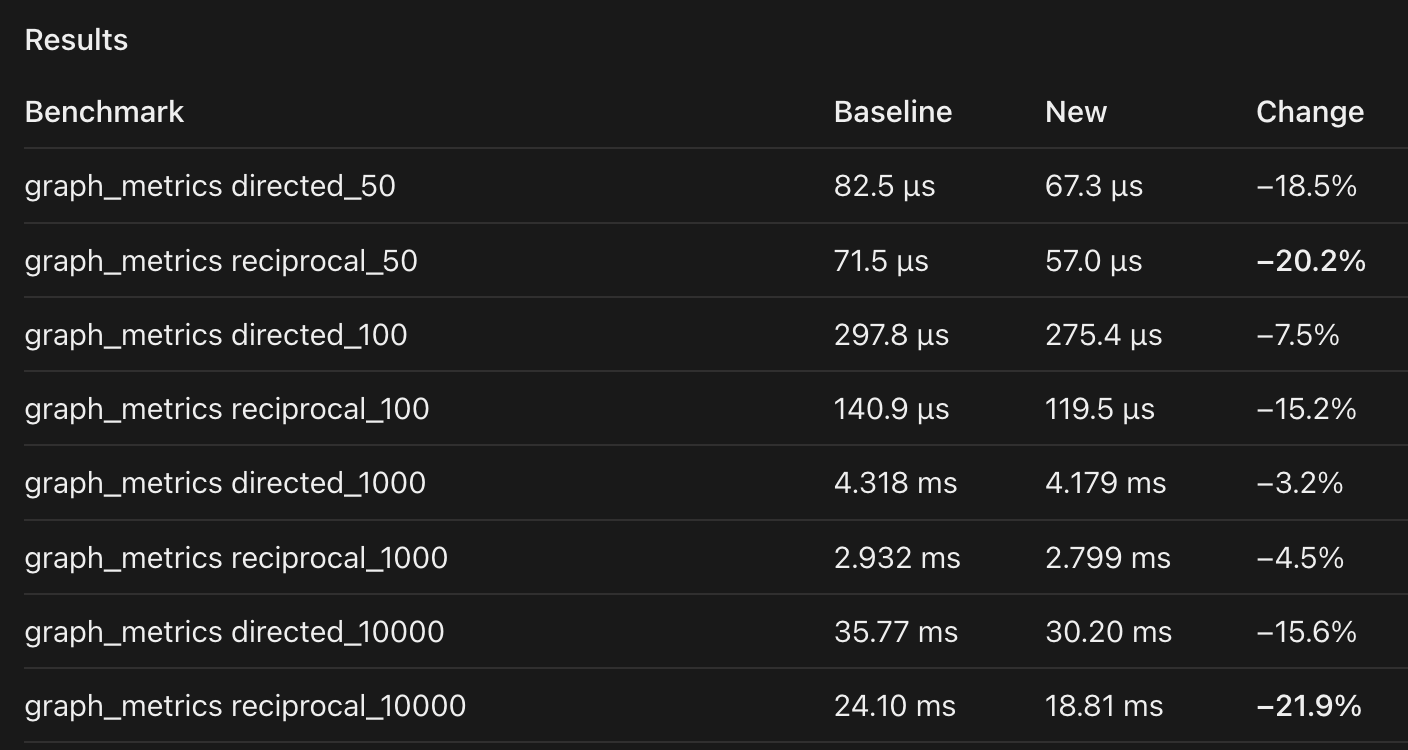 Results
Benchmark Baseline New Change
graph_metrics directed_50 82.5 µs 67.3 µs −18.5%
graph_metrics reciprocal_50 71.5 µs 57.0 µs −20.2%
graph_metrics directed_100 297.8 µs 275.4 µs −7.5%
graph_metrics reciprocal_100 140.9 µs 119.5 µs −15.2%
graph_metrics directed_1000 4.318 ms 4.179 ms −3.2%
graph_metrics reciprocal_1000 2.932 ms 2.799 ms −4.5%
graph_metrics directed_10000 35.77 ms 30.20 ms −15.6%
graph_metrics reciprocal_10000 24.10 ms 18.81 ms −21.9%